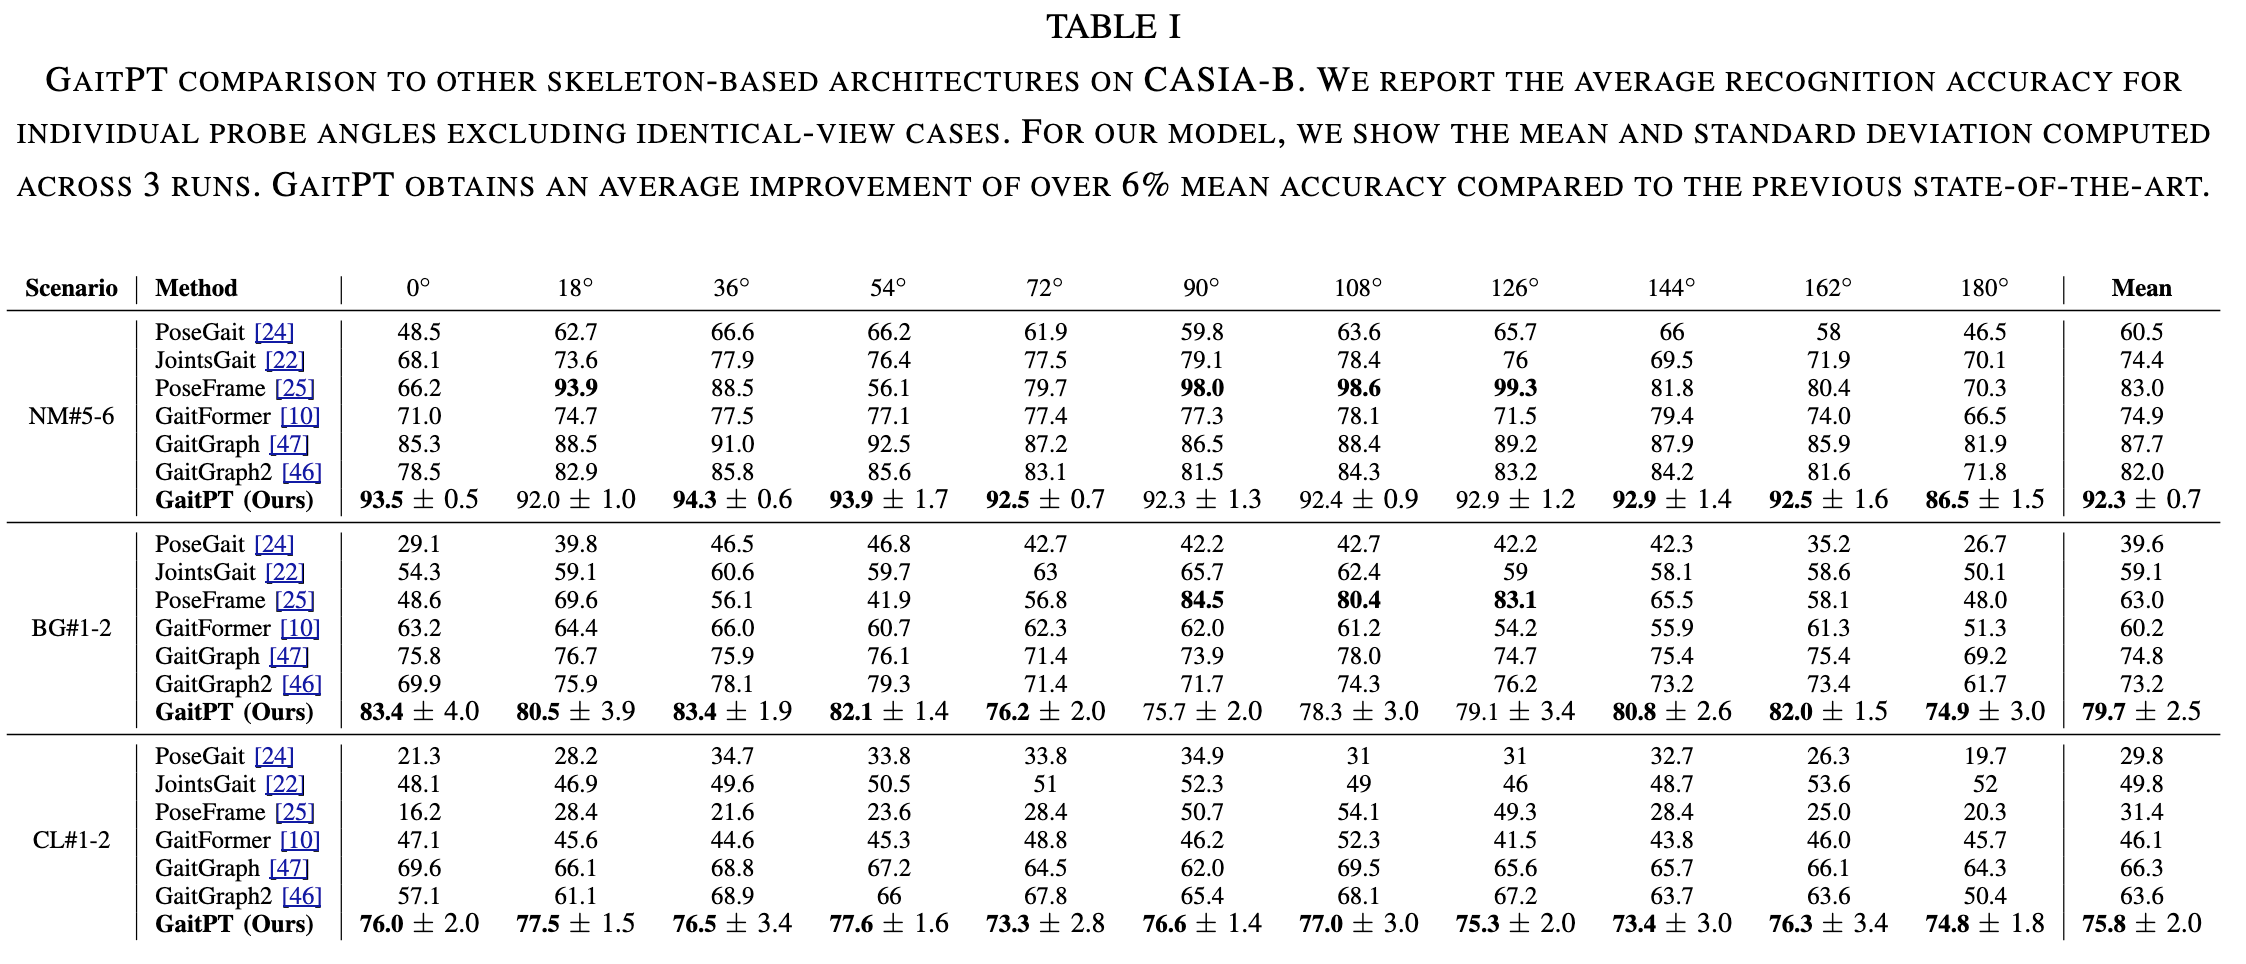 TABLE I
GAITPT COMPARISON TO OTHER SKELETON-BASED ARCHITECTURES ON CASIA-B. WE REPORT THE AVERAGE RECOGNITION ACCURACY FOR
INDIVIDUAL PROBE ANGLES EXCLUDING IDENTICAL-VIEW CASES. FOR OUR MODEL, WE SHOW THE MEAN AND STANDARD DEVIATION COMPUTED
ACROSS 3 RUNS. GAITPT OBTAINS AN AVERAGE IMPROVEMENT OF OVER 6% MEAN ACCURACY COMPARED TO THE PREVIOUS STATE-OF-THE-ART.
Scenario Method 0° 18° 36° 54° 72° 90° 108° 126° 144° 162° 180° Mean
PoseGait [24] 48.5 62.7 66.6 66.2 61.9 59.8 63.6 65.7 66 58 46.5 60.5
JointsGait [22] 68.1 73.6 77.9 76.4 77.5 79.1 78.4 76 69.5 71.9 70.1 74.4
PoseFrame [25] 66.2 93.9 88.5 56.1 79.7 98.0 98.6 99.3 81.8 80.4 70.3 83.0
NM#5-6 GaitFormer [10] 71.0 74.7 77.5 77.1 77.4 77.3 78.1 71.5 79.4 74.0 66.5 74.9
GaitGraph [47] 85.3 88.5 91.0 92.5 87.2 86.5 88.4 89.2 87.9 85.9 81.9 87.7
GaitGraph2 [46] 78.5 82.9 85.8 85.6 83.1 81.5 84.3 83.2 84.2 81.6 71.8 82.0
GaitPT (Ours) 93.5 ± 0.5 92.0 ± 1.0 94.3 ± 0.6 93.9 ± 1.7 92.5 ± 0.7 92.3 ± 1.3 92.4 ± 0.9 92.9 ± 1.2 92.9 ± 1.4 92.5 ± 1.6 86.5 ± 1.5 92.3 ± 0.7
PoseGait [24] 29.1 39.8 46.5 46.8 42.7 42.2 42.7 42.2 42.3 35.2 26.7 39.6
JointsGait [22] 54.3 59.1 60.6 59.7 63 65.7 62.4 59 58.1 58.6 50.1 59.1
PoseFrame [25] 48.6 69.6 56.1 41.9 56.8 84.5 80.4 83.1 65.5 58.1 48.0 63.0
BG#1-2 GaitFormer [10] 63.2 64.4 66.0 60.7 62.3 62.0 61.2 54.2 55.9 61.3 51.3 60.2
GaitGraph [47] 75.8 76.7 75.9 76.1 71.4 73.9 78.0 74.7 75.4 75.4 69.2 74.8
GaitGraph2 [46] 69.9 75.9 78.1 79.3 71.4 71.7 74.3 76.2 73.2 73.4 61.7 73.2
GaitPT (Ours) 83.4 ± 4.0 80.5 ± 3.9 83.4 ± 1.9 82.1 ± 1.4 76.2 ± 2.0 75.7 ± 2.0 78.3 ± 3.0 79.1 ± 3.4 80.8 ± 2.6 82.0 ± 1.5 74.9 ± 3.0 79.7 ± 2.5
PoseGait [24] 21.3 28.2 34.7 33.8 33.8 34.9 31 31 32.7 26.3 19.7 29.8
JointsGait [22] 48.1 46.9 49.6 50.5 51 52.3 49 46 48.7 53.6 52 49.8
PoseFrame [25] 16.2 28.4 21.6 23.6 28.4 50.7 54.1 49.3 28.4 25.0 20.3 31.4
CL#1-2 GaitFormer [10] 47.1 45.6 44.6 45.3 48.8 46.2 52.3 41.5 43.8 46.0 45.7 46.1
GaitGraph [47] 69.6 66.1 68.8 67.2 64.5 62.0 69.5 65.6 65.7 66.1 64.3 66.3
GaitGraph2 [46] 57.1 61.1 68.9 66 67.8 65.4 68.1 67.2 63.7 63.6 50.4 63.6
GaitPT (Ours) 76.0 ± 2.0 77.5 ± 1.5 76.5 ± 3.4 77.6 ± 1.6 73.3 ± 2.8 76.6 ± 1.4 77.0 ± 3.0 75.3 ± 2.0 73.4 ± 3.0 76.3 ± 3.4 74.8 ± 1.8 75.8 ± 2.0